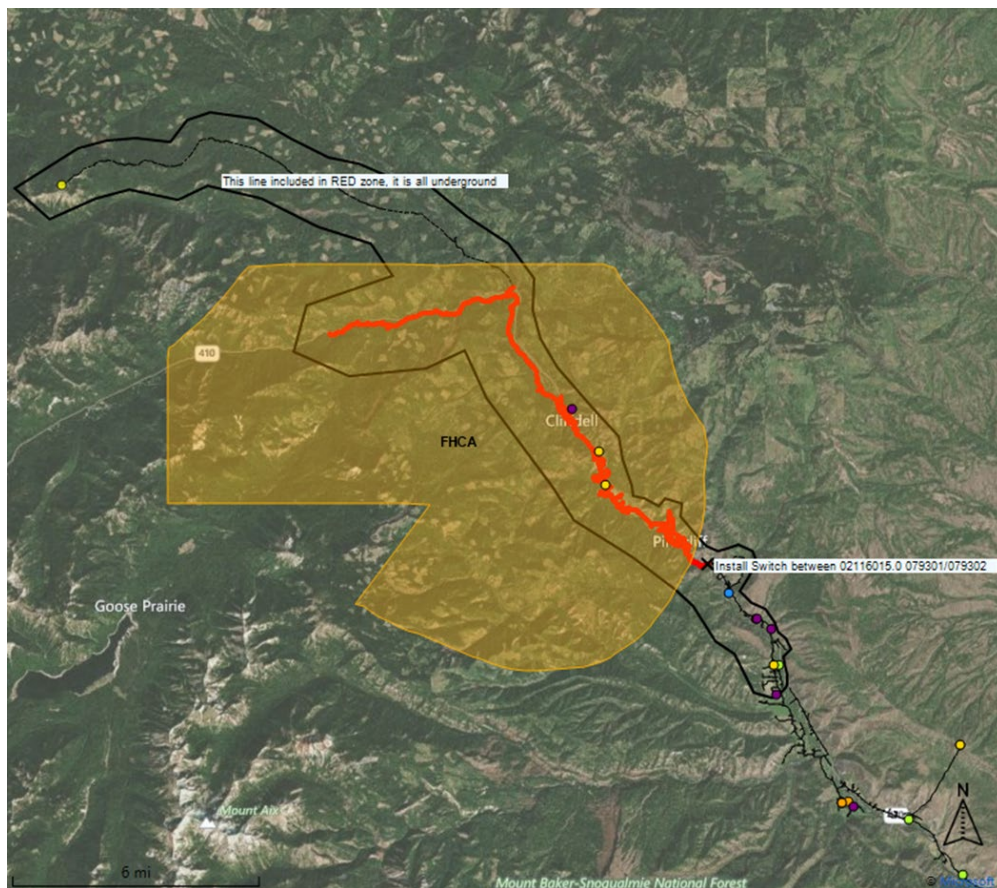 This line included in RED zone, it is all underground
410
FHCA
Install Switch between 02116015.0 079301/079302
Goose Prairie
Mount Aix
N
6 mi
Mount Baker-Snoqualmie National Forest
Microsoft